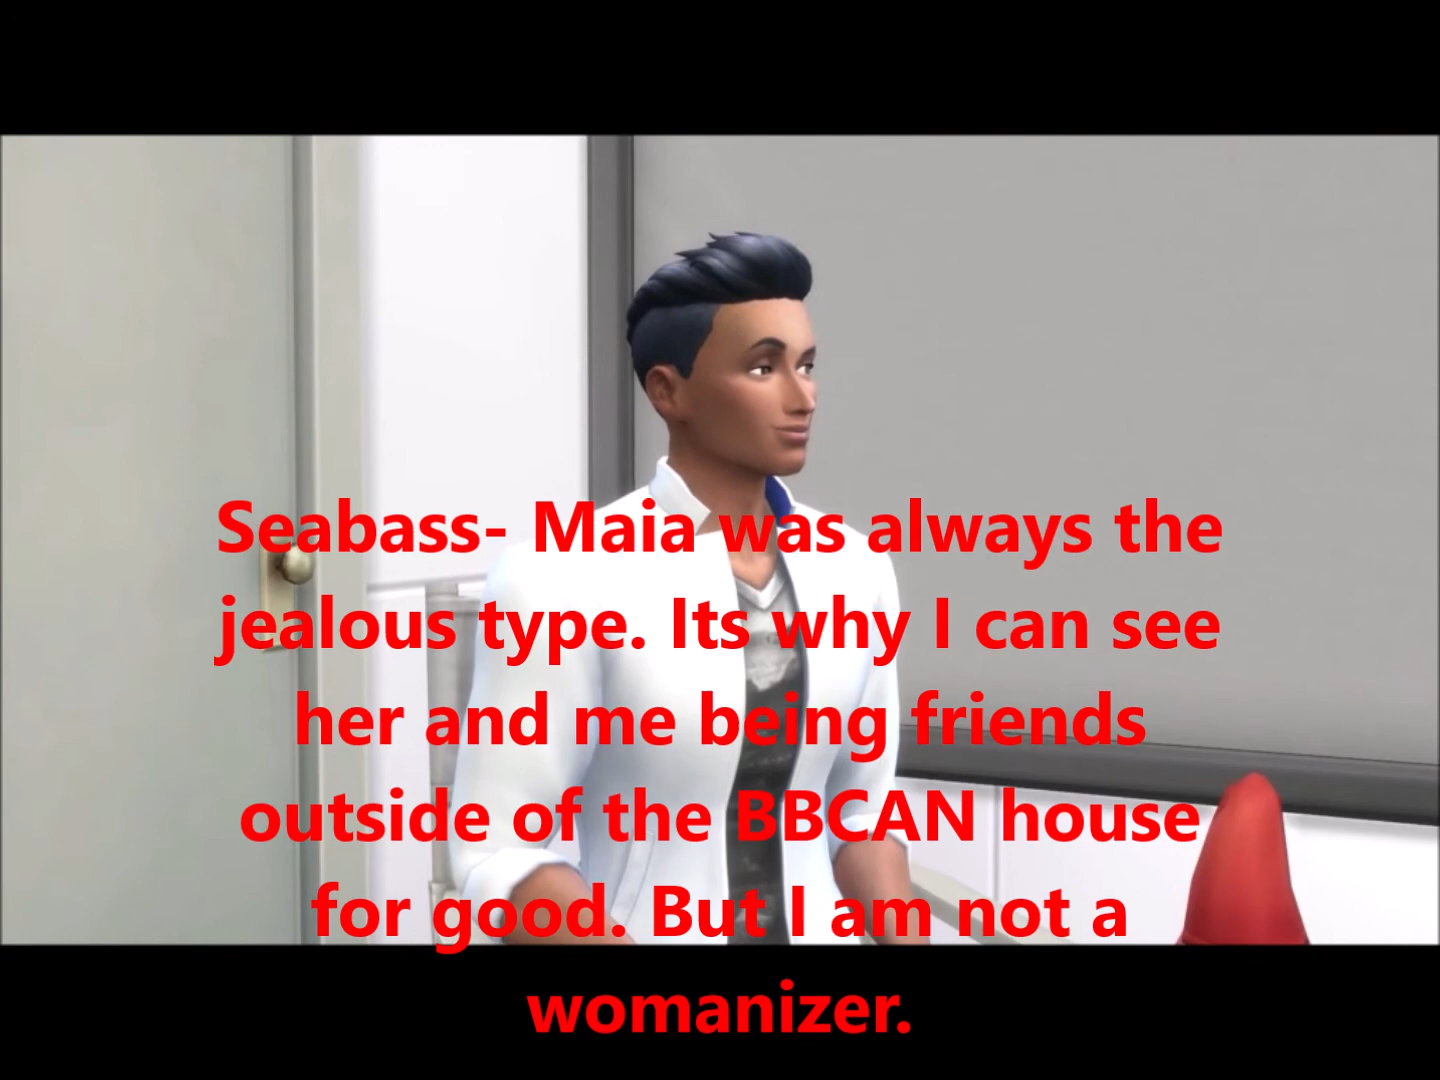 Seabass- Maia was always the
jealous type. Its why I can see
her and me being friends
outside of the BBCAN house
for good. But I am not a
womanizer.